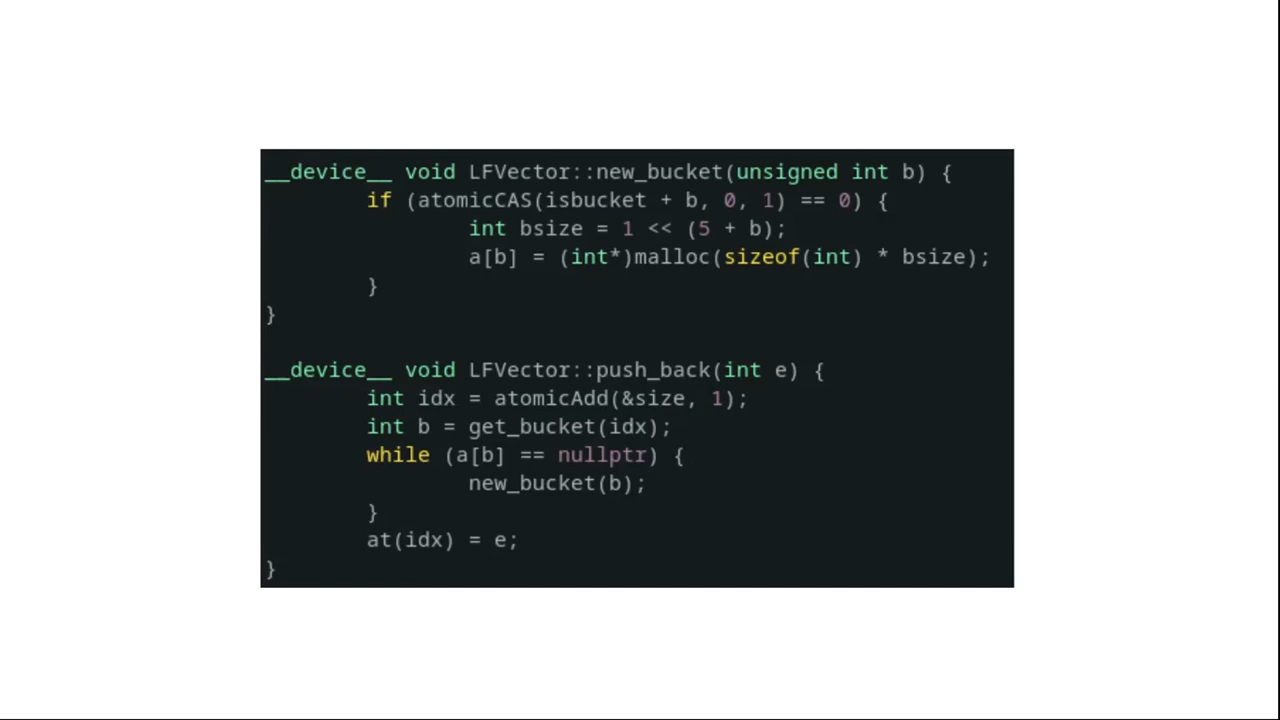 __device__ void LFVector::new_bucket(unsigned int b) {
if (atomicCAS(isbucket + b, 0, 1) == 0) {
int bsize = 1 << (5 + b);
a[b] = (int*)malloc(sizeof(int) * bsize);
}
}
__device__ void LFVector::push_back(int e) {
int idx = atomicAdd(&size, 1);
int b = get_bucket(idx);
while (a[b] == nullptr) {
new_bucket(b);
}
at(idx) = e;
}